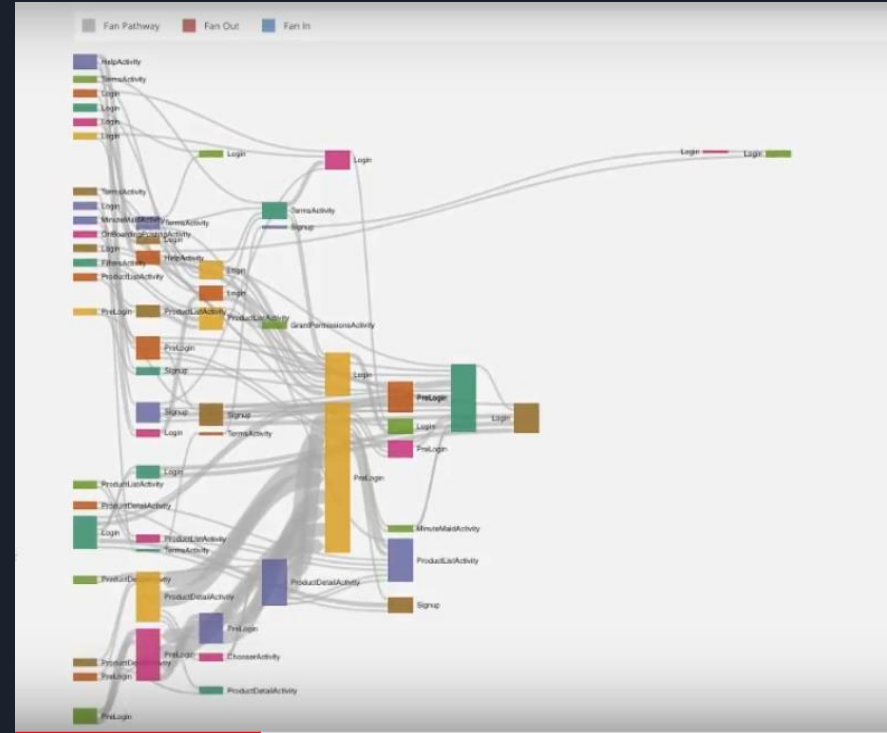 Fan Pathway Fan Out Fan In
HelpActivity
TermsActivity
Login
Login
Login
Login
Login
Login
Login
Login
TermsActivity
TermsActivity
Login
Signup
MinuteMaidActivity
TermsActivity
OnBoardingPostingActivity
Login
Login
HelpActivity
FiltersActivity
Login
ProductListActivity
Login
PreLogin
ProductListActivity
ProductListActivity
GrantPermissionsActivity
PreLogin
Signup
Login
PreLogin
Signup
Signup
Login
Login
TermsActivity
Login
PreLogin
Login
ProductListActivity
PreLogin
ProductDetailActivity
Login
ProductListActivity
MinuteMaidActivity
TermsActivity
ProductListActivity
ProductDetailActivity
ProductDetailActivity
Signup
PreLogin
PreLogin
ChooserActivity
PreLogin
ProductDetailActivity
PreLogin